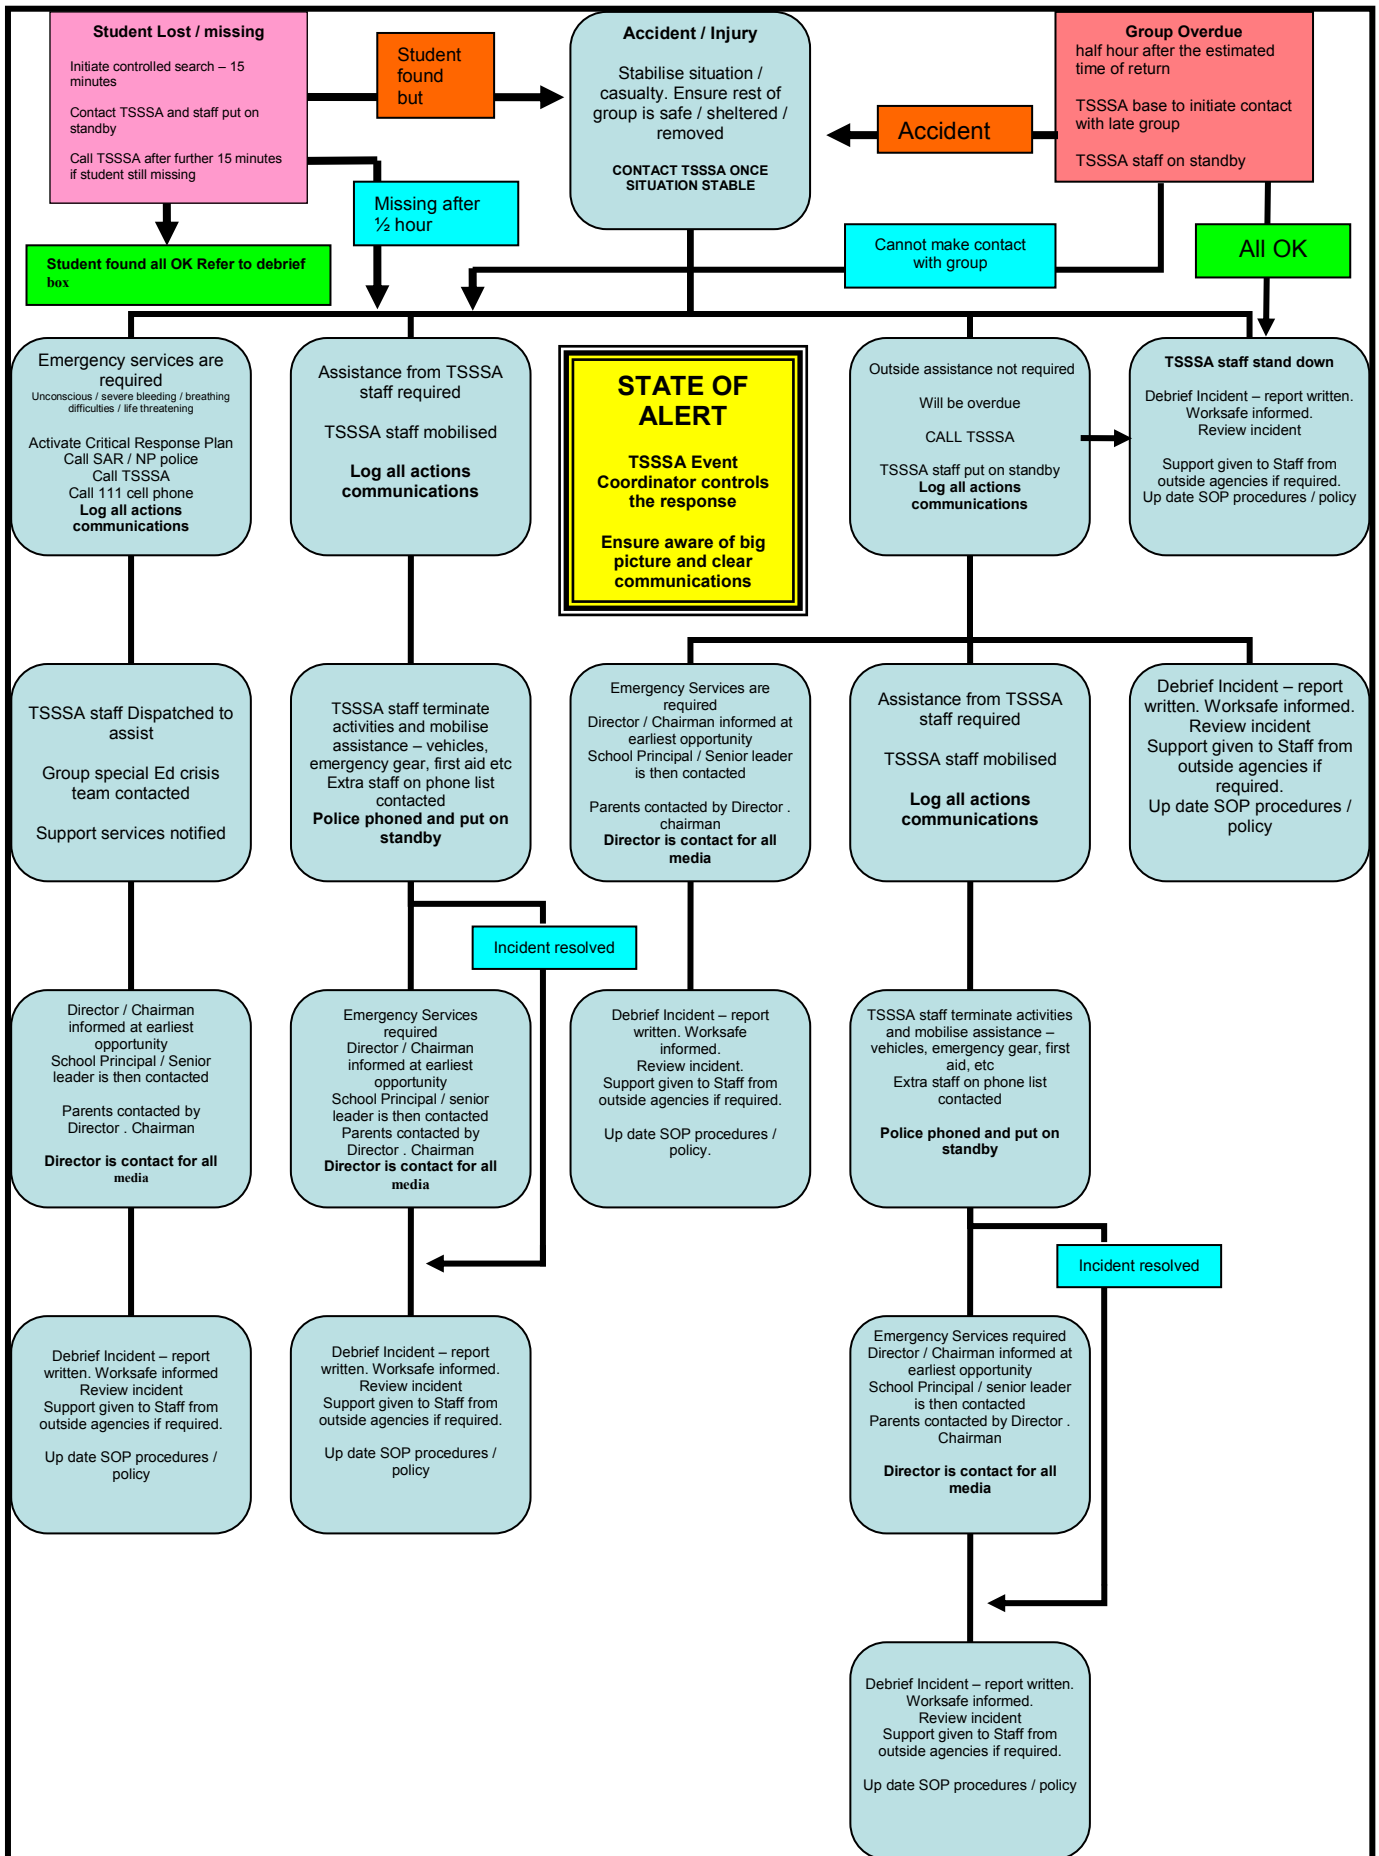 Student Lost / missing
Initiate controlled search – 15
minutes
Contact TSSSA and staff put on
standby
Call TSSSA after further 15 minutes
if student still missing
Student
found
but
Accident / Injury
Stabilise situation /
casualty. Ensure rest of
group is safe / sheltered /
removed
CONTACT TSSSA ONCE
SITUATION STABLE
Accident
Group Overdue
half hour after the estimated
time of return
TSSSA base to initiate contact
with late group
TSSSA staff on standby
Missing after
½ hour
Cannot make contact
with group
All OK
Student found all OK Refer to debrief
box
Emergency services are
required
Unconscious / severe bleeding / breathing
difficulties / life threatening
Activate Critical Response Plan
Call SAR / NP police
Call TSSSA
Call 111 cell phone
Log all actions
communications
Assistance from TSSSA
staff required
TSSSA staff mobilised
Log all actions
communications
STATE OF
ALERT
TSSSA Event
Coordinator controls
the response
Ensure aware of big
picture and clear
communications
Outside assistance not required
Will be overdue
CALL TSSSA
TSSSA staff put on standby
Log all actions
communications
TSSSA staff stand down
Debrief Incident – report written.
Worksafe informed.
Review incident
Support given to Staff from
outside agencies if required.
Up date SOP procedures / policy
TSSSA staff Dispatched to
assist
Group special Ed crisis
team contacted
Support services notified
TSSSA staff terminate
activities and mobilise
assistance – vehicles,
emergency gear, first aid etc
Extra staff on phone list
contacted
Police phoned and put on
standby
Emergency Services are
required
Director / Chairman informed at
earliest opportunity
School Principal / Senior leader
is then contacted
Parents contacted by Director .
chairman
Director is contact for all
media
Assistance from TSSSA
staff required
TSSSA staff mobilised
Log all actions
communications
Debrief Incident – report
written. Worksafe informed.
Review incident
Support given to Staff from
outside agencies if
required.
Up date SOP procedures /
policy
Incident resolved
Director / Chairman
informed at earliest
opportunity
School Principal / Senior
leader is then contacted
Parents contacted by
Director . Chairman
Director is contact for all
media
Emergency Services
required
Director / Chairman
informed at earliest
opportunity
School Principal / senior
leader is then contacted
Parents contacted by
Director . Chairman
Director is contact for all
media
Debrief Incident – report
written. Worksafe
informed.
Review incident.
Support given to Staff from
outside agencies if required.
Up date SOP procedures /
policy.
TSSSA staff terminate activities
and mobilise assistance –
vehicles, emergency gear, first
aid, etc
Extra staff on phone list
contacted
Police phoned and put on
standby
Incident resolved
Debrief Incident – report
written. Worksafe informed
Review incident
Support given to Staff from
outside agencies if required.
Up date SOP procedures /
policy
Debrief Incident – report
written. Worksafe informed.
Review incident
Support given to Staff from
outside agencies if required.
Up date SOP procedures /
policy
Emergency Services required
Director / Chairman informed at
earliest opportunity
School Principal / senior leader
is then contacted
Parents contacted by Director .
Chairman
Director is contact for all
media
Debrief Incident – report written.
Worksafe informed.
Review incident
Support given to Staff from
outside agencies if required.
Up date SOP procedures / policy